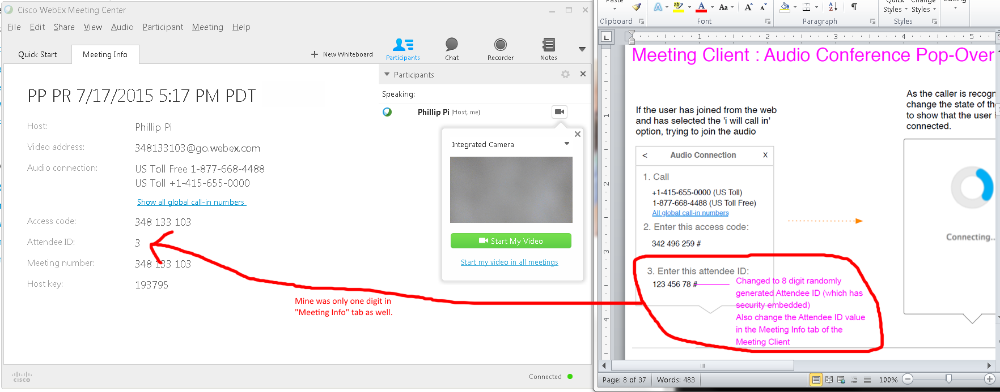 Cisco WebEx Meeting Center
File Edit Share View Audio Participant Meeting Help
Quick Start
Meeting Info
New Whiteboard
Participants
Chat
Recorder
Notes
PP PR 7/17/2015 5:17 PM PDT
Host: Phillip Pi
Video address: 348133103@go.webex.com
Audio connection: US Toll Free 1-877-668-4488
US Toll +1-415-655-0000
Show all global call-in numbers
Access code: 348 133 103
Attendee ID: 3
Meeting number: 348 133 103
Host key: 193795
Mine was only one digit in
"Meeting Info" tab as well.
Participants
Speaking:
Phillip Pi (Host, me)
Integrated Camera
Start My Video
Start my video in all meetings
cisco
Connected
Clipboard
Font
Paragraph
Quick Styles
Change Styles
Styles
Editing
Meeting Client : Audio Conference Pop-Over
If the user has joined from the web
and has selected the 'i will call in'
option, trying to join the audio
< Audio Connection X
1. Call
+1-415-655-0000 (US Toll)
1-877-668-4488 (US Toll Free)
All global call-in numbers
2. Enter this access code:
342 496 259 #
3. Enter this attendee ID:
123 456 78 #
Changed to 8 digit randomly
generated Attendee ID (which has
security embedded)
Also change the Attendee ID value
in the Meeting Info tab of the
Meeting Client
As the caller is recogn
change the state of the
to show that the user i
connected.
Connecting...
Page: 8 of 37
Words: 483
100%